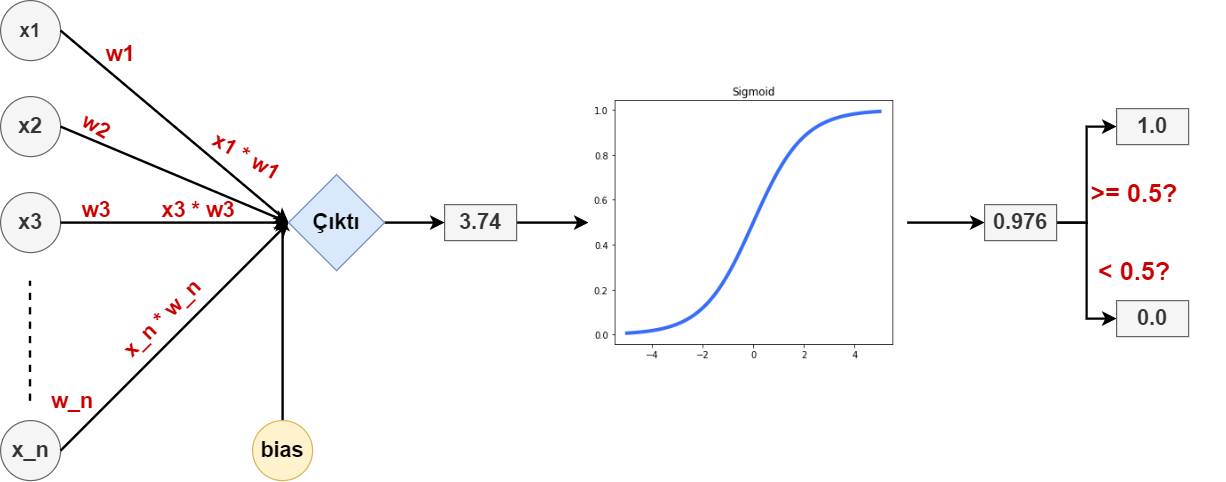 x1
w1
x2
w2
x1 * w1
x3
w3
x3 * w3
Çıktı
3.74
x_n * w_n
w_n
x_n
bias
Sigmoid
1.0
0.8
0.6
0.4
0.2
0.0
−4
−2
0
2
4
0.976
1.0
>= 0.5?
< 0.5?
0.0